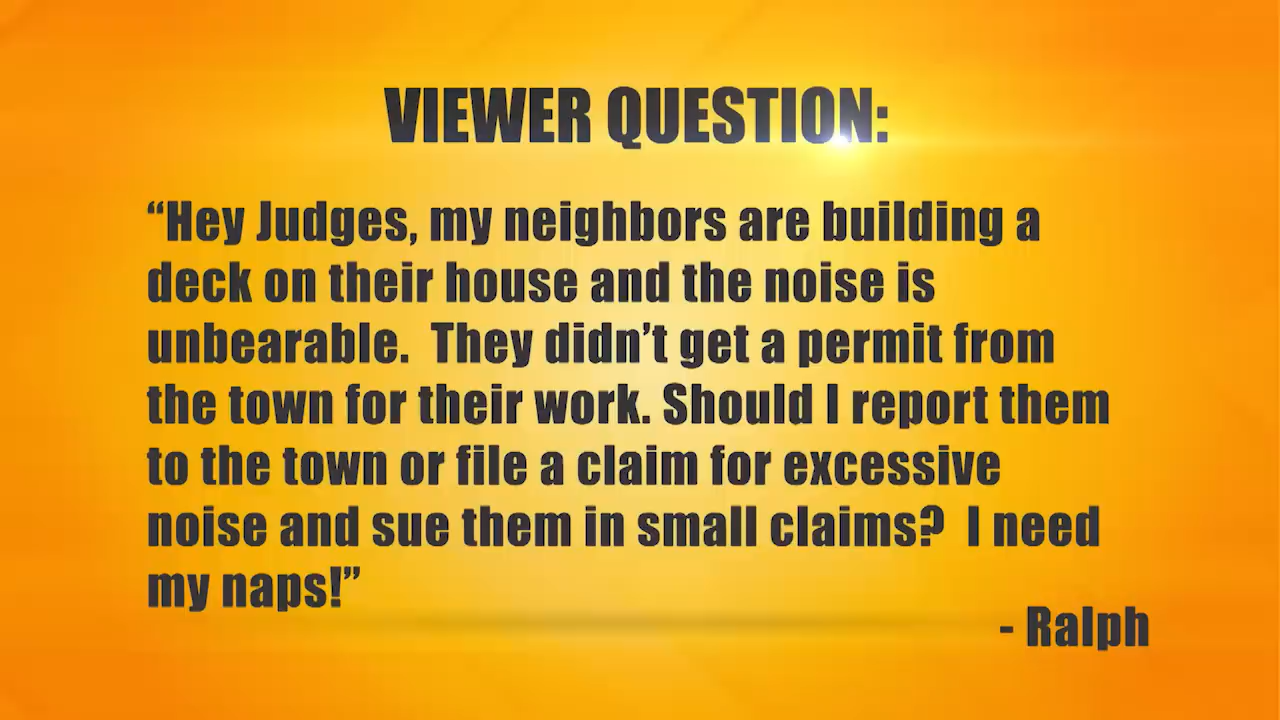 VIEWER QUESTION:
“Hey Judges, my neighbors are building a
deck on their house and the noise is
unbearable.  They didn’t get a permit from
the town for their work. Should I report them
to the town or file a claim for excessive
noise and sue them in small claims?  I need
my naps!”
- Ralph